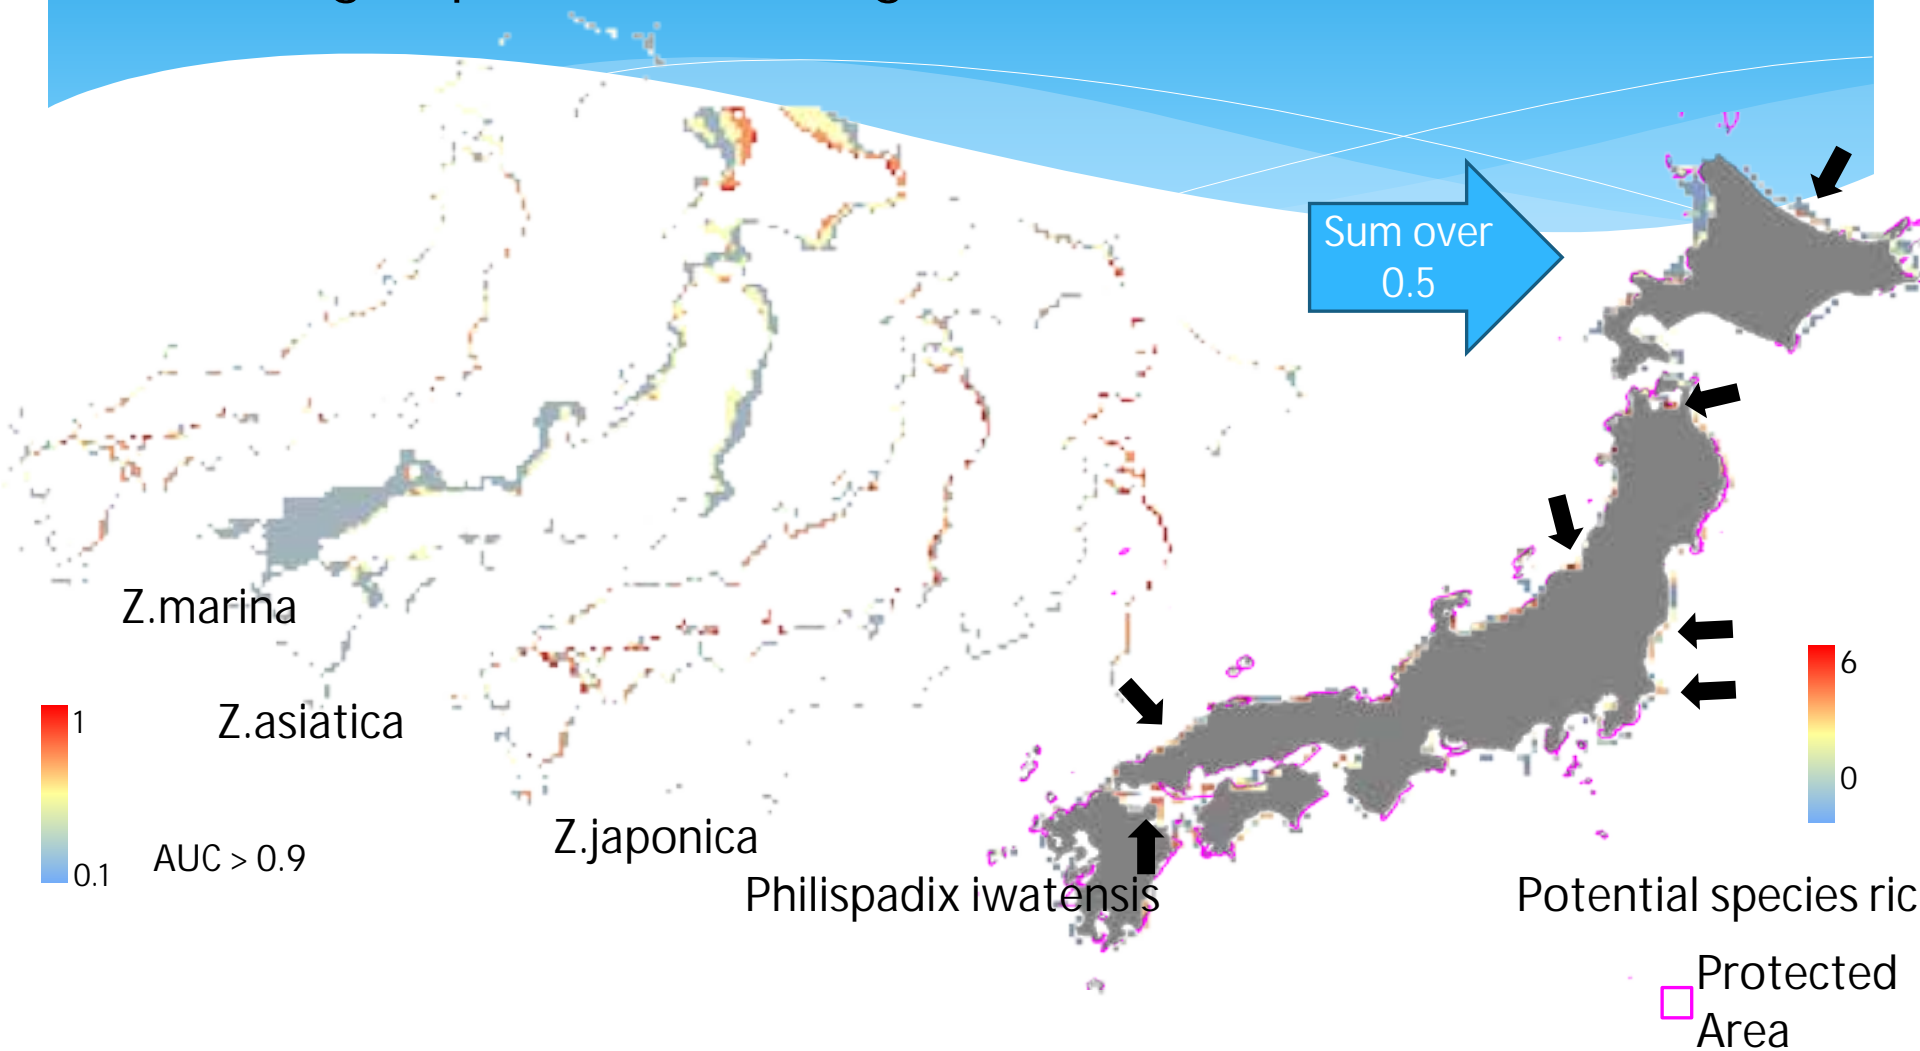 Sum over
0.5
Z.marina
Z.asiatica
Z.japonica
Philispadix iwatensis
1
0.1
AUC > 0.9
6
0
Potential species ric
Protected
Area